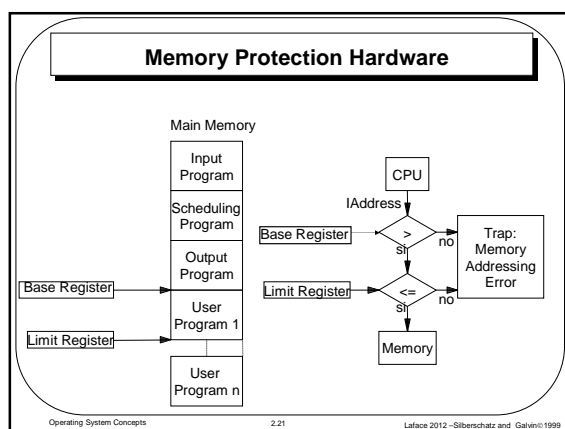 Memory Protection Hardware
Main Memory
Input
Program
Scheduling
Program
Output
Program
Base Register
User
Program 1
Limit Register
User
Program n
CPU
IAddress
Base Register
>
si
no
Limit Register
<=
si
no
Memory
Trap:
Memory
Addressing
Error
Operating System Concepts
2.21
Laface 2012 –Silberschatz and Galvin©1999